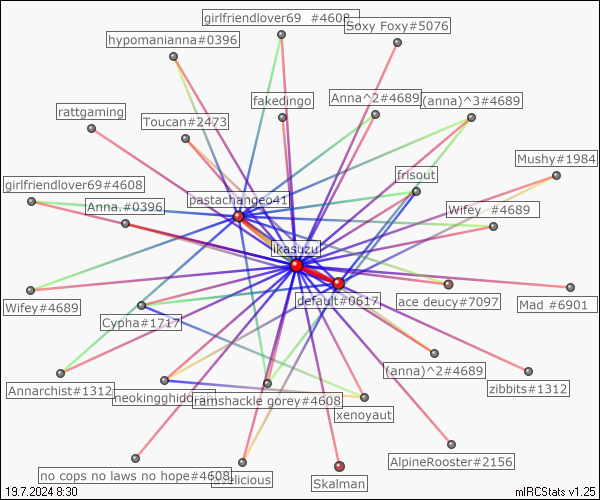 girlfriendlover69 #4608
Soxy Foxy#5076
hypomanianna#0396
fakedingo
Anna^2#4689
(anna)^3#4689
rattgaming
Toucan#2473
Mushy#1984
frisout
girlfriendlover69#4608
Anna.#0396
pastachangeo41
Wifey #4689
ikasuzu
default#0617
ace deucy#7097
Mad #6901
Wifey#4689
Cypha#1717
(anna)^2#4689
zibbits#1312
Annarchist#1312
neokingghidorah
ramshackle gorey#4608
xenoyaut
AlpineRooster#2156
no cops no laws no hope#4608
licious
Skalman
19.7.2024 8:30
mIRCStats v1.25